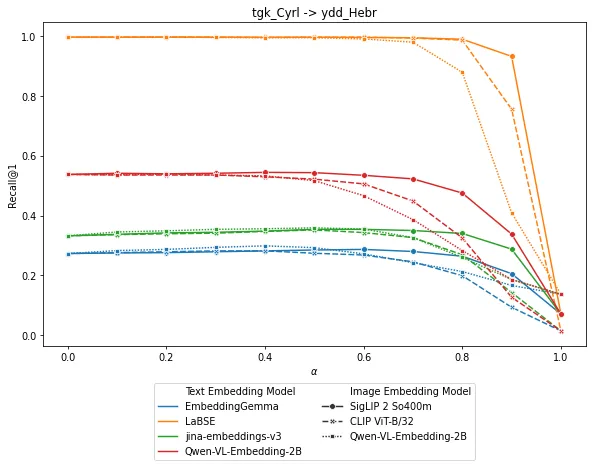 tgk_Cyrl -> ydd_Hebr
Recall@1
1.0
0.8
0.6
0.4
0.2
0.0
0.0 0.2 0.4 0.6 0.8 1.0
α
Text Embedding Model Image Embedding Model
EmbeddingGemma SigLIP 2 So400m
LaBSE CLIP ViT-B/32
jina-embeddings-v3 Qwen-VL-Embedding-2B
Qwen-VL-Embedding-2B